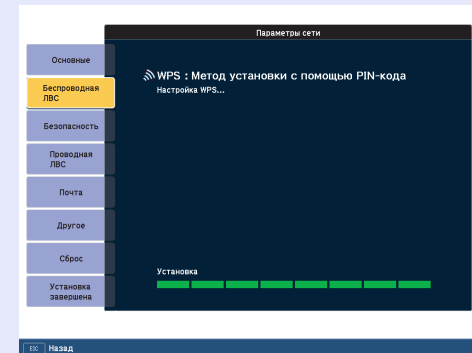 Параметры сети
Основные
Беспроводная
ЛВС
Безопасность
Проводная
ЛВС
Почта
Другое
Сброс
Установка
завершена
WPS : Метод установки с помощью PIN-кода
Настройка WPS...
Установка
ESC Назад